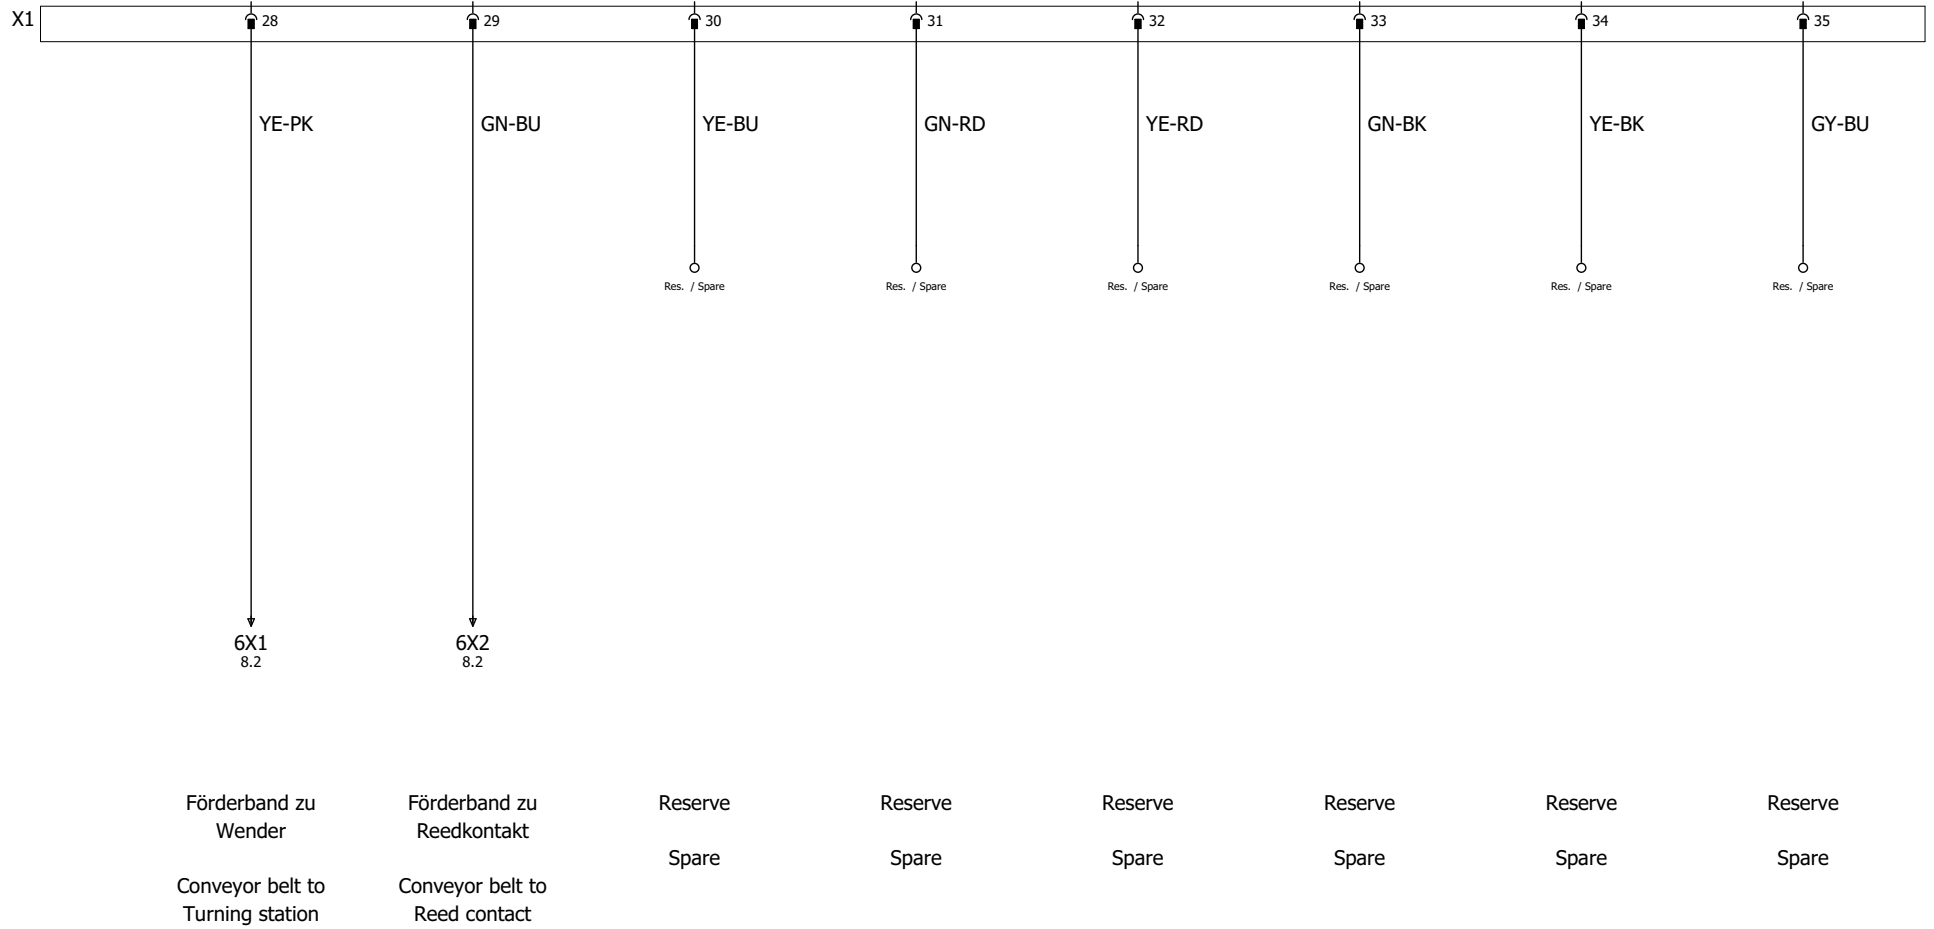 X1
28
29
30
31
32
33
34
35
YE-PK
GN-BU
YE-BU
GN-RD
YE-RD
GN-BK
YE-BK
GY-BU
Res. / Spare
Res. / Spare
Res. / Spare
Res. / Spare
Res. / Spare
Res. / Spare
6X1
8.2
6X2
8.2
Förderband zu
Wender
Conveyor belt to
Turning station
Förderband zu
Reedkontakt
Conveyor belt to
Reed contact
Reserve
Spare
Reserve
Spare
Reserve
Spare
Reserve
Spare
Reserve
Spare
Reserve
Spare